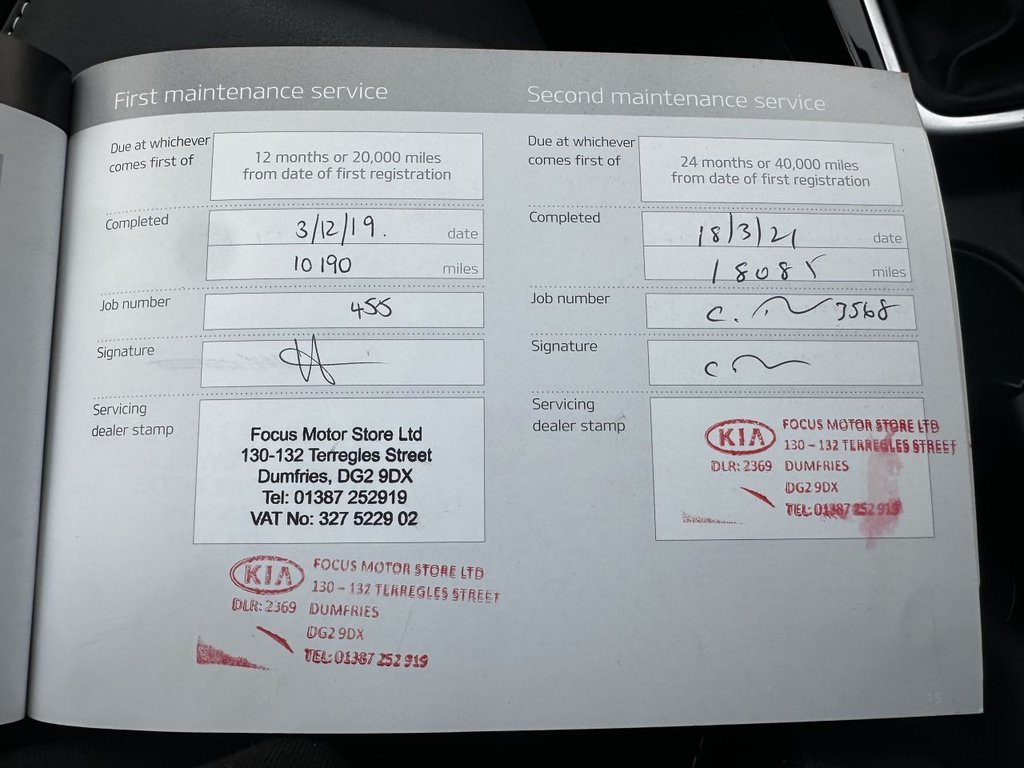 First maintenance service
Due at whichever
comes first of
12 months or 20,000 miles
from date of first registration
Completed
3/12/19. date
10190 miles
Job number
455
Signature
Servicing
dealer stamp
Focus Motor Store Ltd
130-132 Terregles Street
Dumfries, DG2 9DX
Tel: 01387 252919
VAT No: 327 5229 02
KIA
DLR: 2369
FOCUS MOTOR STORE LTD
130 - 132 TERREGLES STREET
DUMFRIES
DG2 9DX
TEL: 01387 252 919
Second maintenance service
Due at whichever
comes first of
24 months or 40,000 miles
from date of first registration
Completed
18/3/21 date
18085 miles
Job number
3568
Signature
Servicing
dealer stamp
KIA
DLR: 2369
FOCUS MOTOR STORE LTD
130 - 132 TERREGLES STREET
DUMFRIES
DG2 9DX
TEL: 01387 252 919
15